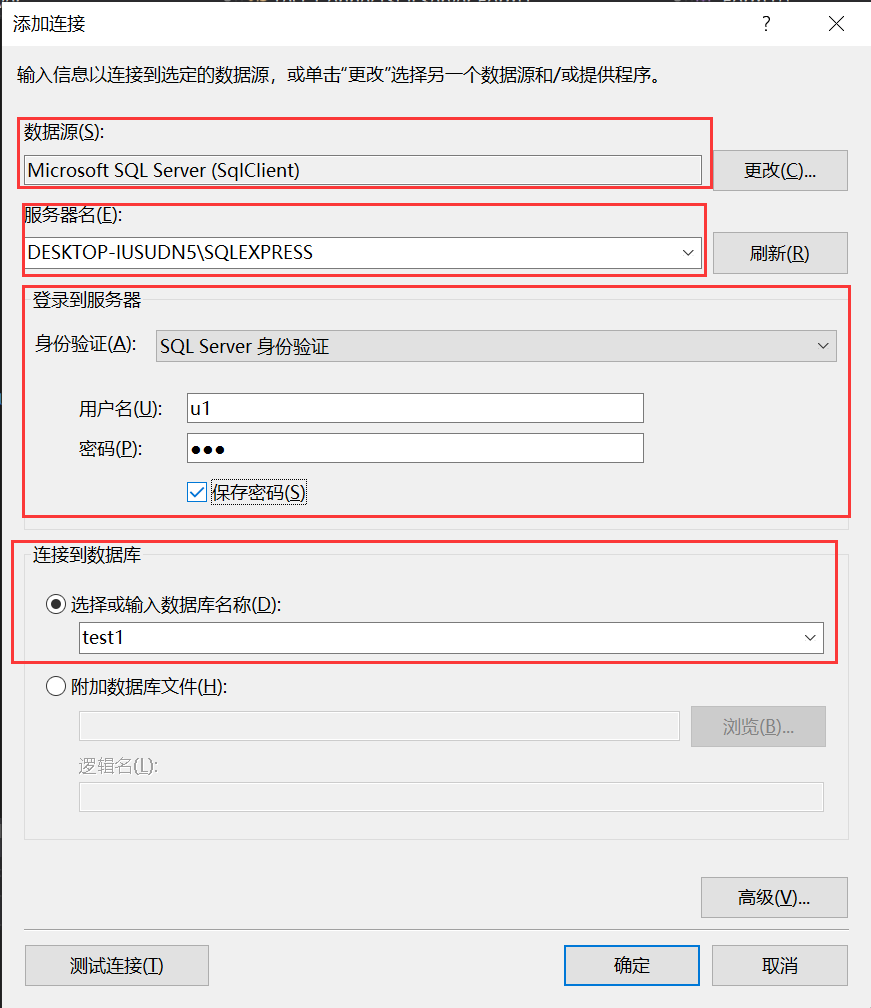 添加连接
?
输入信息以连接到选定的数据源，或单击“更改”选择另一个数据源和/或提供程序。
数据源(S):
Microsoft SQL Server (SqlClient)
更改(C)...
服务器名(E):
DESKTOP-IUSUDN5\SQLEXPRESS
刷新(R)
登录到服务器
身份验证(A):
SQL Server 身份验证
用户名(U):
u1
密码(P):
●●●
保存密码(S)
连接到数据库
选择或输入数据库名称(D):
test1
附加数据库文件(H):
浏览(B)...
逻辑名(L):
高级(V)...
测试连接(T)
确定
取消